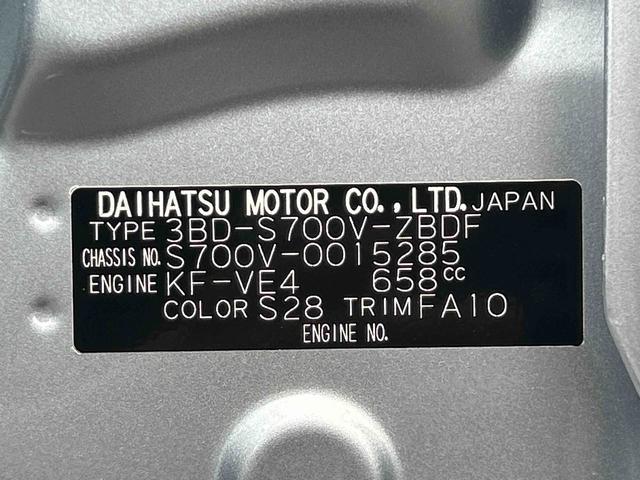 DAIHATSU MOTOR CO.,LTD. JAPAN
TYPE 3BD-S700V-ZBDF
CHASSIS NO. S700V-0015285
ENGINE KF-VE4 658cc
COLOR S28 TRIM FA10
ENGINE NO.